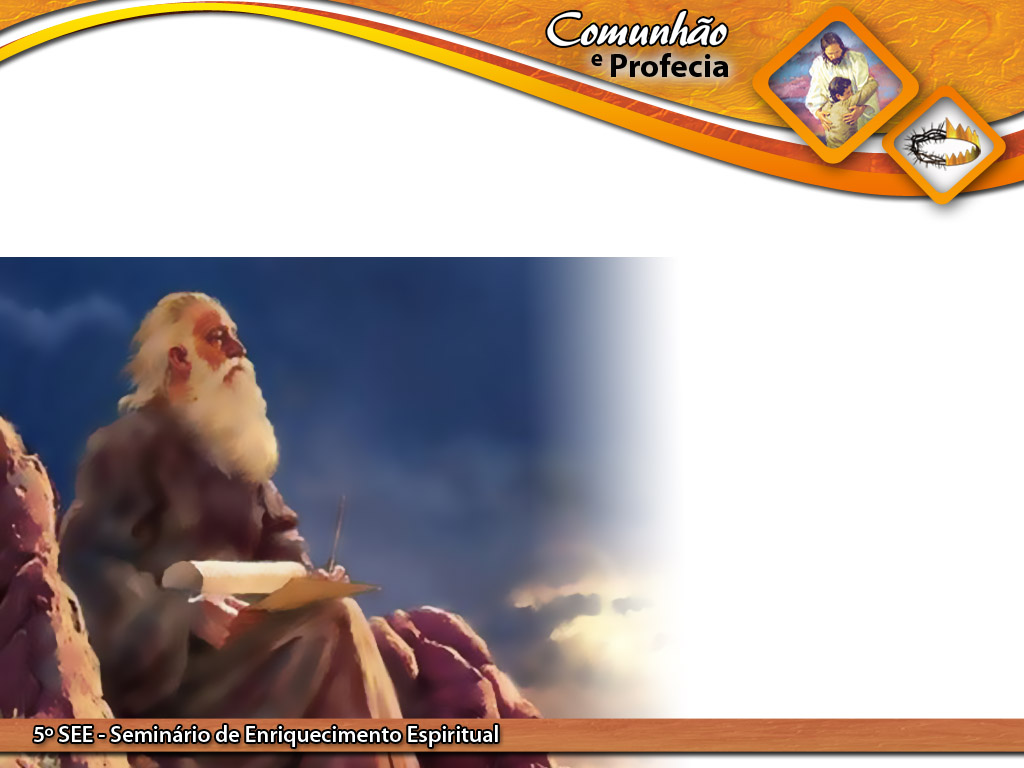 Comunhão
e Profecia
5º SEE - Seminário de Enriquecimento Espiritual